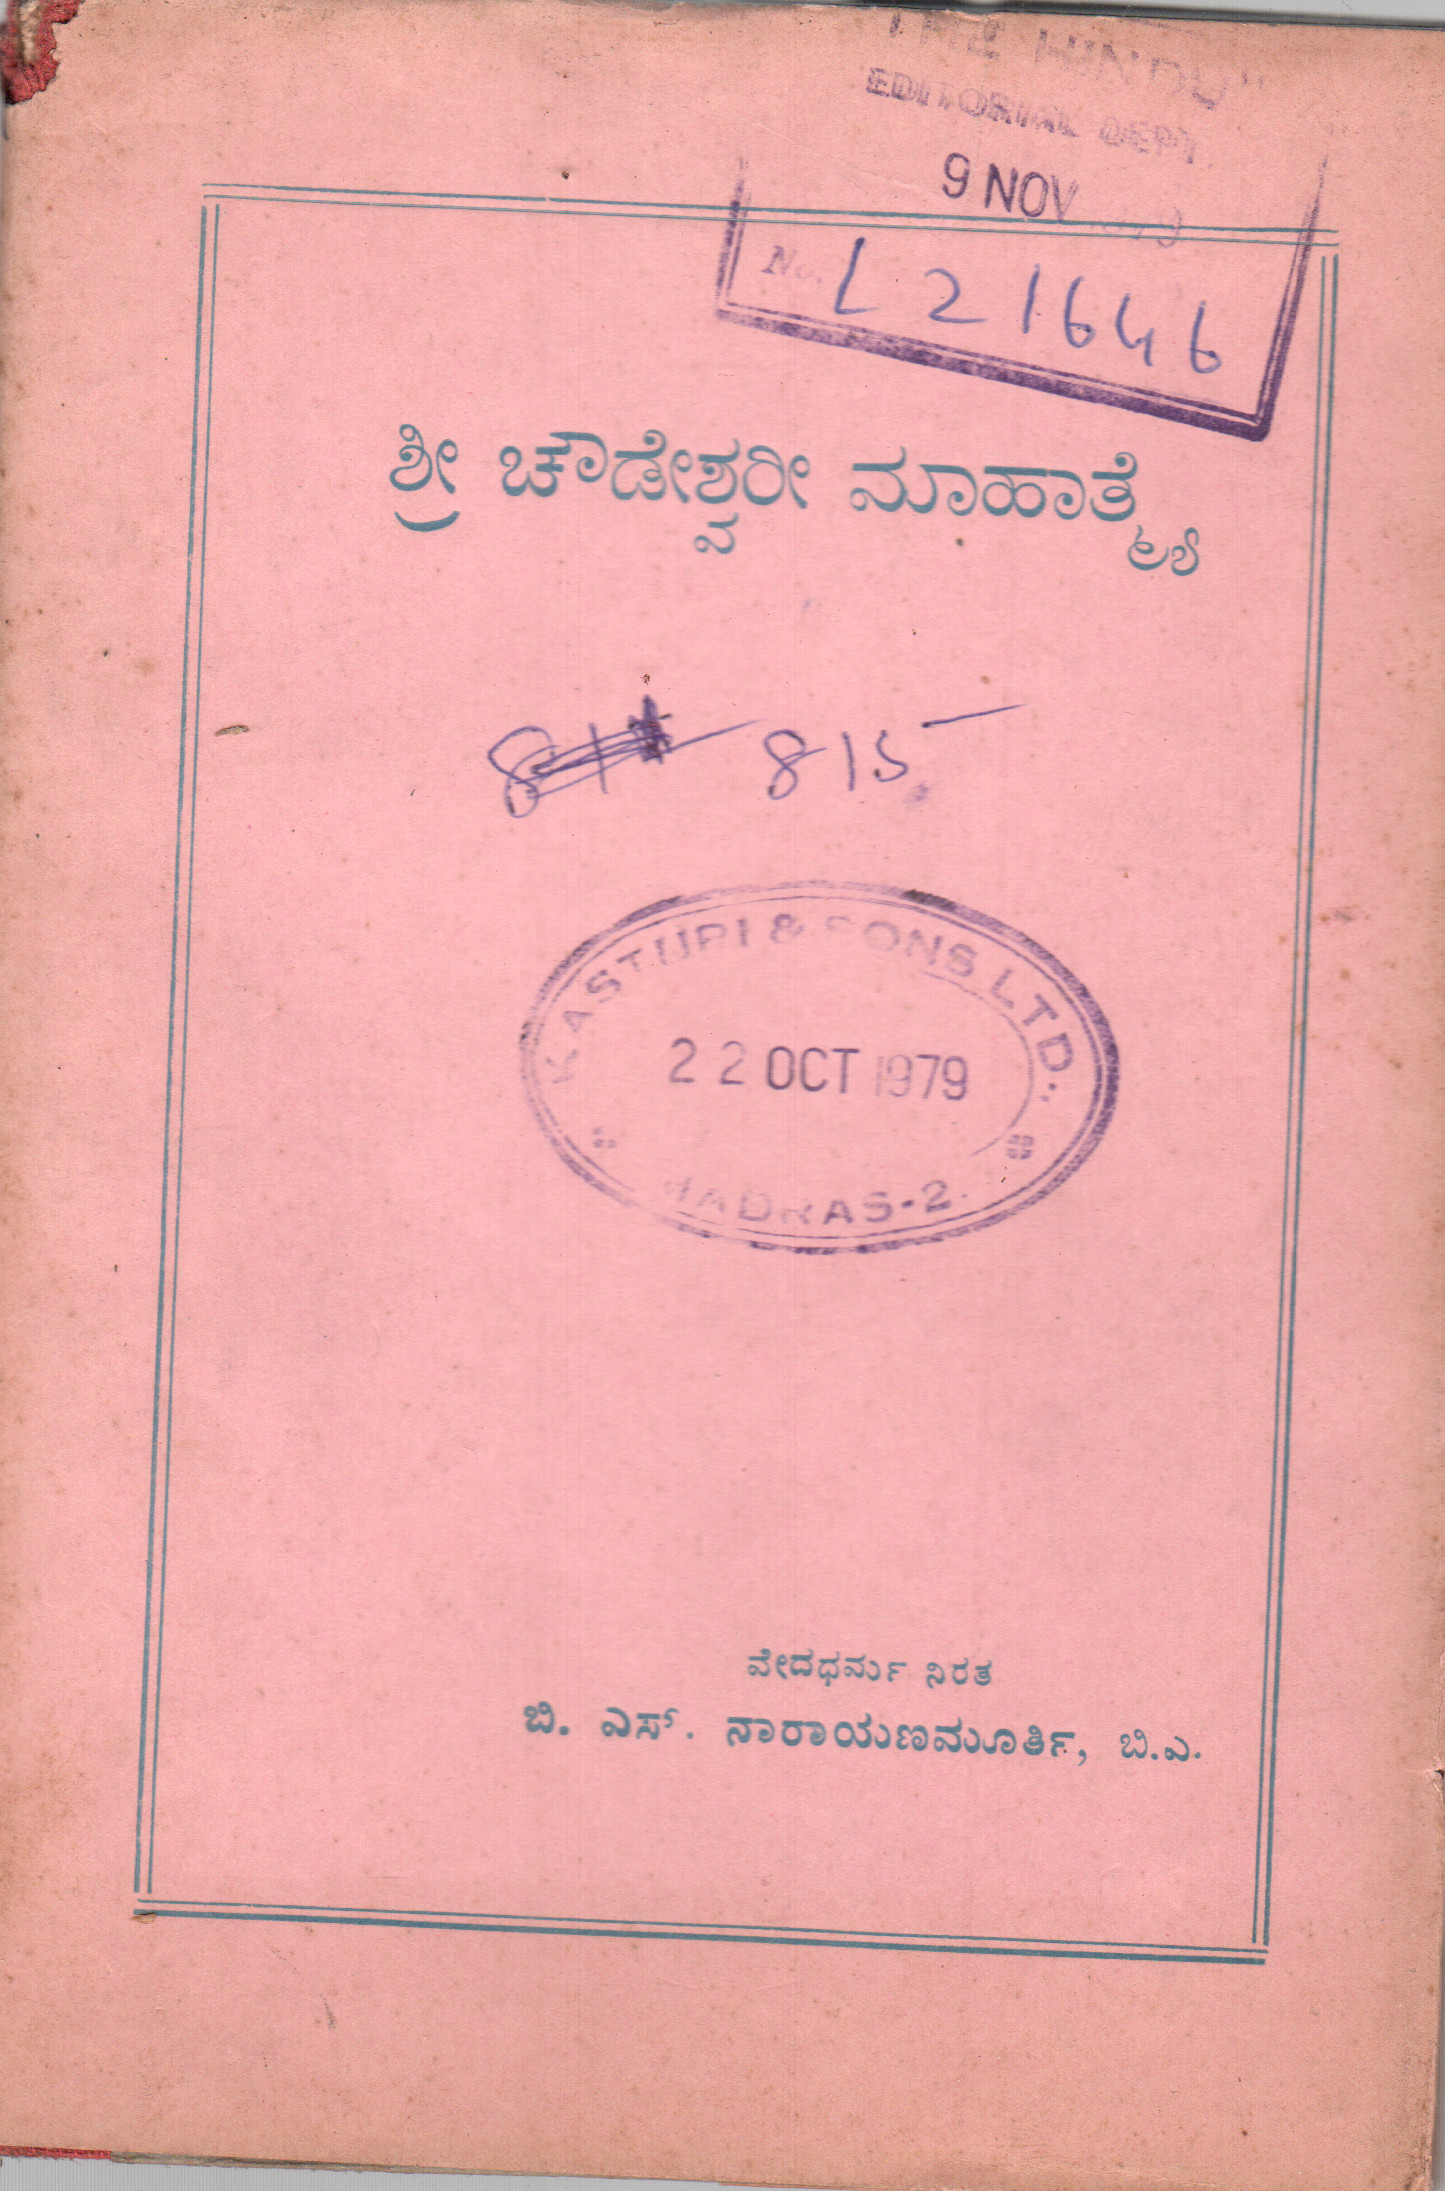 THE HINDU"
EDITORIAL DEPT.
9 NOV 1979
No. L 21646
ಶ್ರೀ ಚೌಡೇಶ್ವರೀ ಮಾಹಾತ್ಮ್ಯೆ
815
KASTURI & SONS LTD.,
22 OCT 1979
MADRAS-2.
ವೇದಧರ್ಮ ನಿರತ
ಬಿ. ಎಸ್. ನಾರಾಯಣಮೂರ್ತಿ, ಬಿ.ಎ.